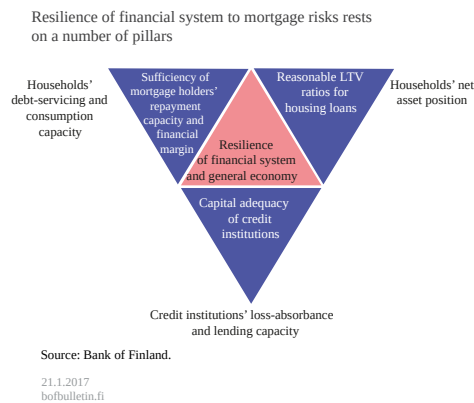 Resilience of financial system to mortgage risks rests
on a number of pillars
Households’
debt-servicing and
consumption
capacity
Sufficiency of
mortgage holders’
repayment
capacity and
financial
margin
Reasonable LTV
ratios for
housing loans
Households’ net
asset position
Resilience
of financial system
and general economy
Capital adequacy
of credit
institutions
Credit institutions’ loss-absorbance
and lending capacity
Source: Bank of Finland.
21.1.2017
bofbulletin.fi